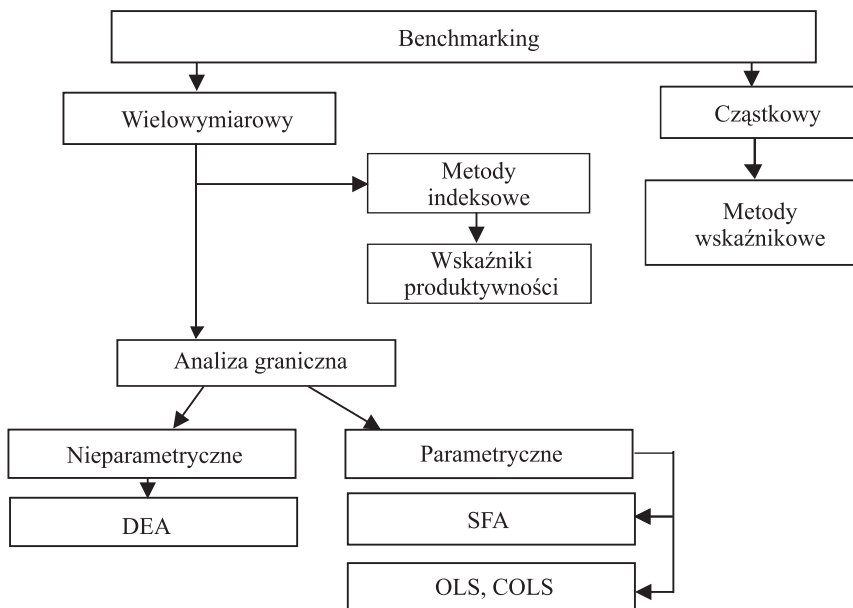 Benchmarking
Wielowymiarowy
Cząstkowy
Metody
indeksowe
Metody
wskaźnikowe
Wskaźniki
produktywności
Analiza graniczna
Nieparametryczne
Parametryczne
DEA
SFA
OLS, COLS